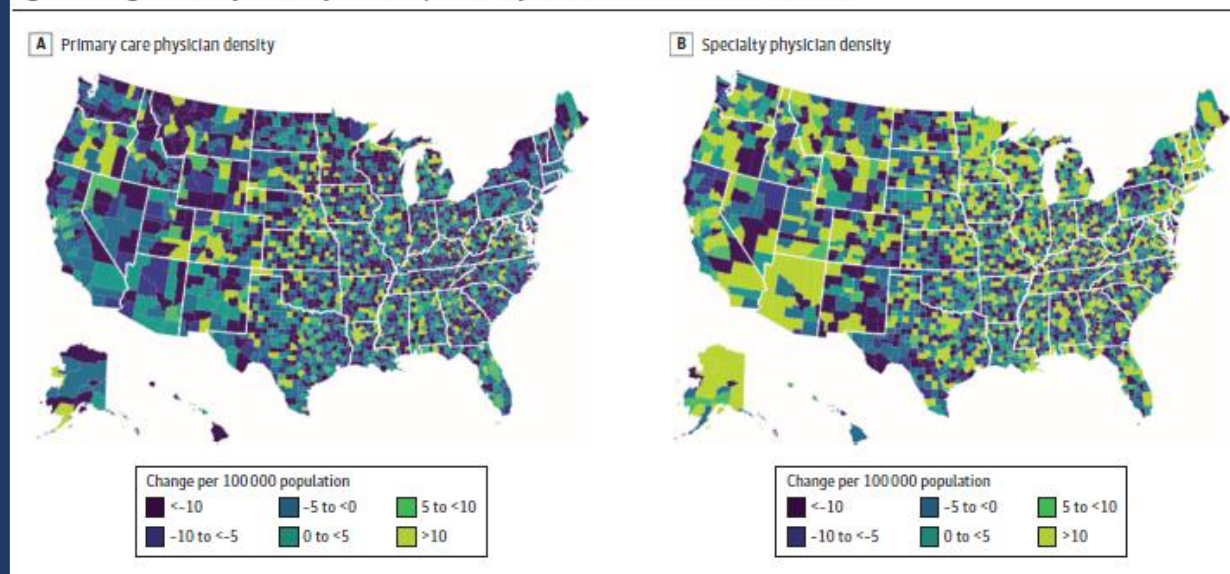 A Primary care physician density
B Specialty physician density
Change per 100 000 population
<-10
-5 to <0
5 to <10
-10 to <-5
0 to <5
>10
Change per 100 000 population
<-10
-5 to <0
5 to <10
-10 to <-5
0 to <5
>10